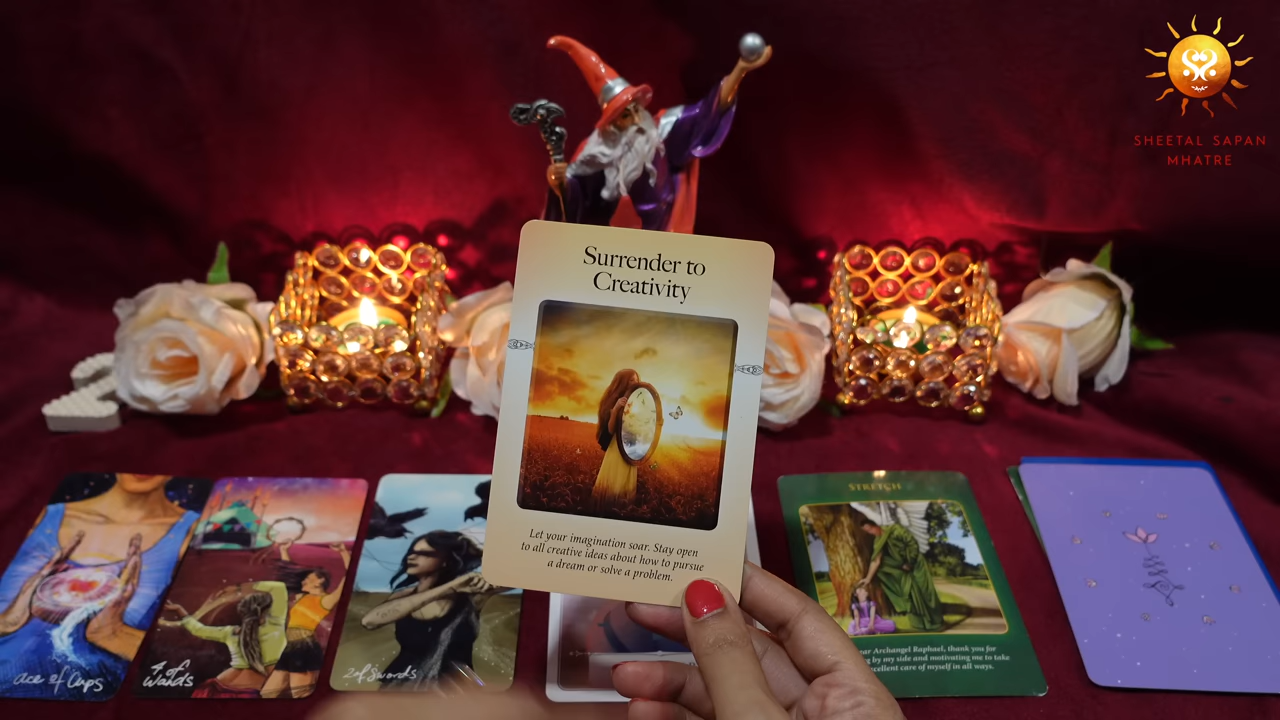 SHEETAL SAPAN
MHATRE
Surrender to
Creativity
Let your imagination soar. Stay open
to all creative ideas about how to pursue
a dream or solve a problem.
ace of Cups
4 of
Wands
2 of Swords
STRETCH
Archangel Raphael, thank you for
by my side and motivating me to take
care of myself in all ways.